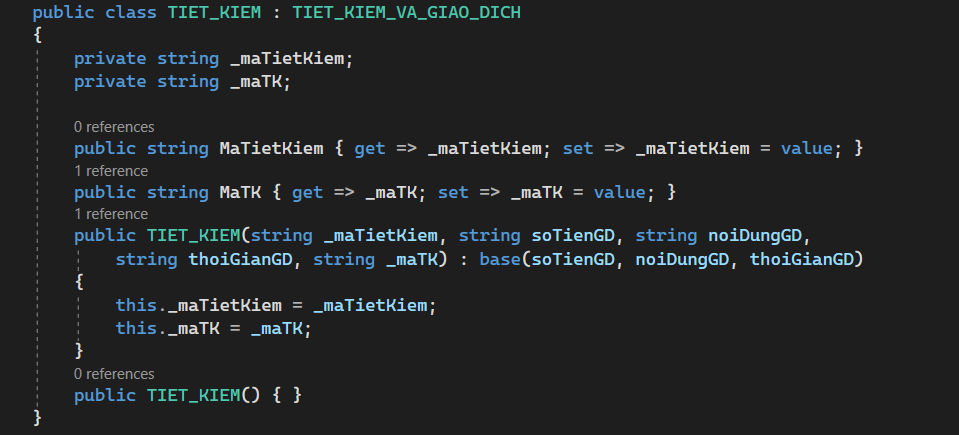 public class TIET_KIEM : TIET_KIEM_VA_GIAO_DICH
{
private string _maTietKiem;
private string _maTK;
0 references
public string MaTietKiem { get => _maTietKiem; set => _maTietKiem = value; }
1 reference
public string MaTK { get => _maTK; set => _maTK = value; }
1 reference
public TIET_KIEM(string _maTietKiem, string soTienGD, string noiDungGD,
string thoiGianGD, string _maTK) : base(soTienGD, noiDungGD, thoiGianGD)
{
this._maTietKiem = _maTietKiem;
this._maTK = _maTK;
}
0 references
public TIET_KIEM() { }
}